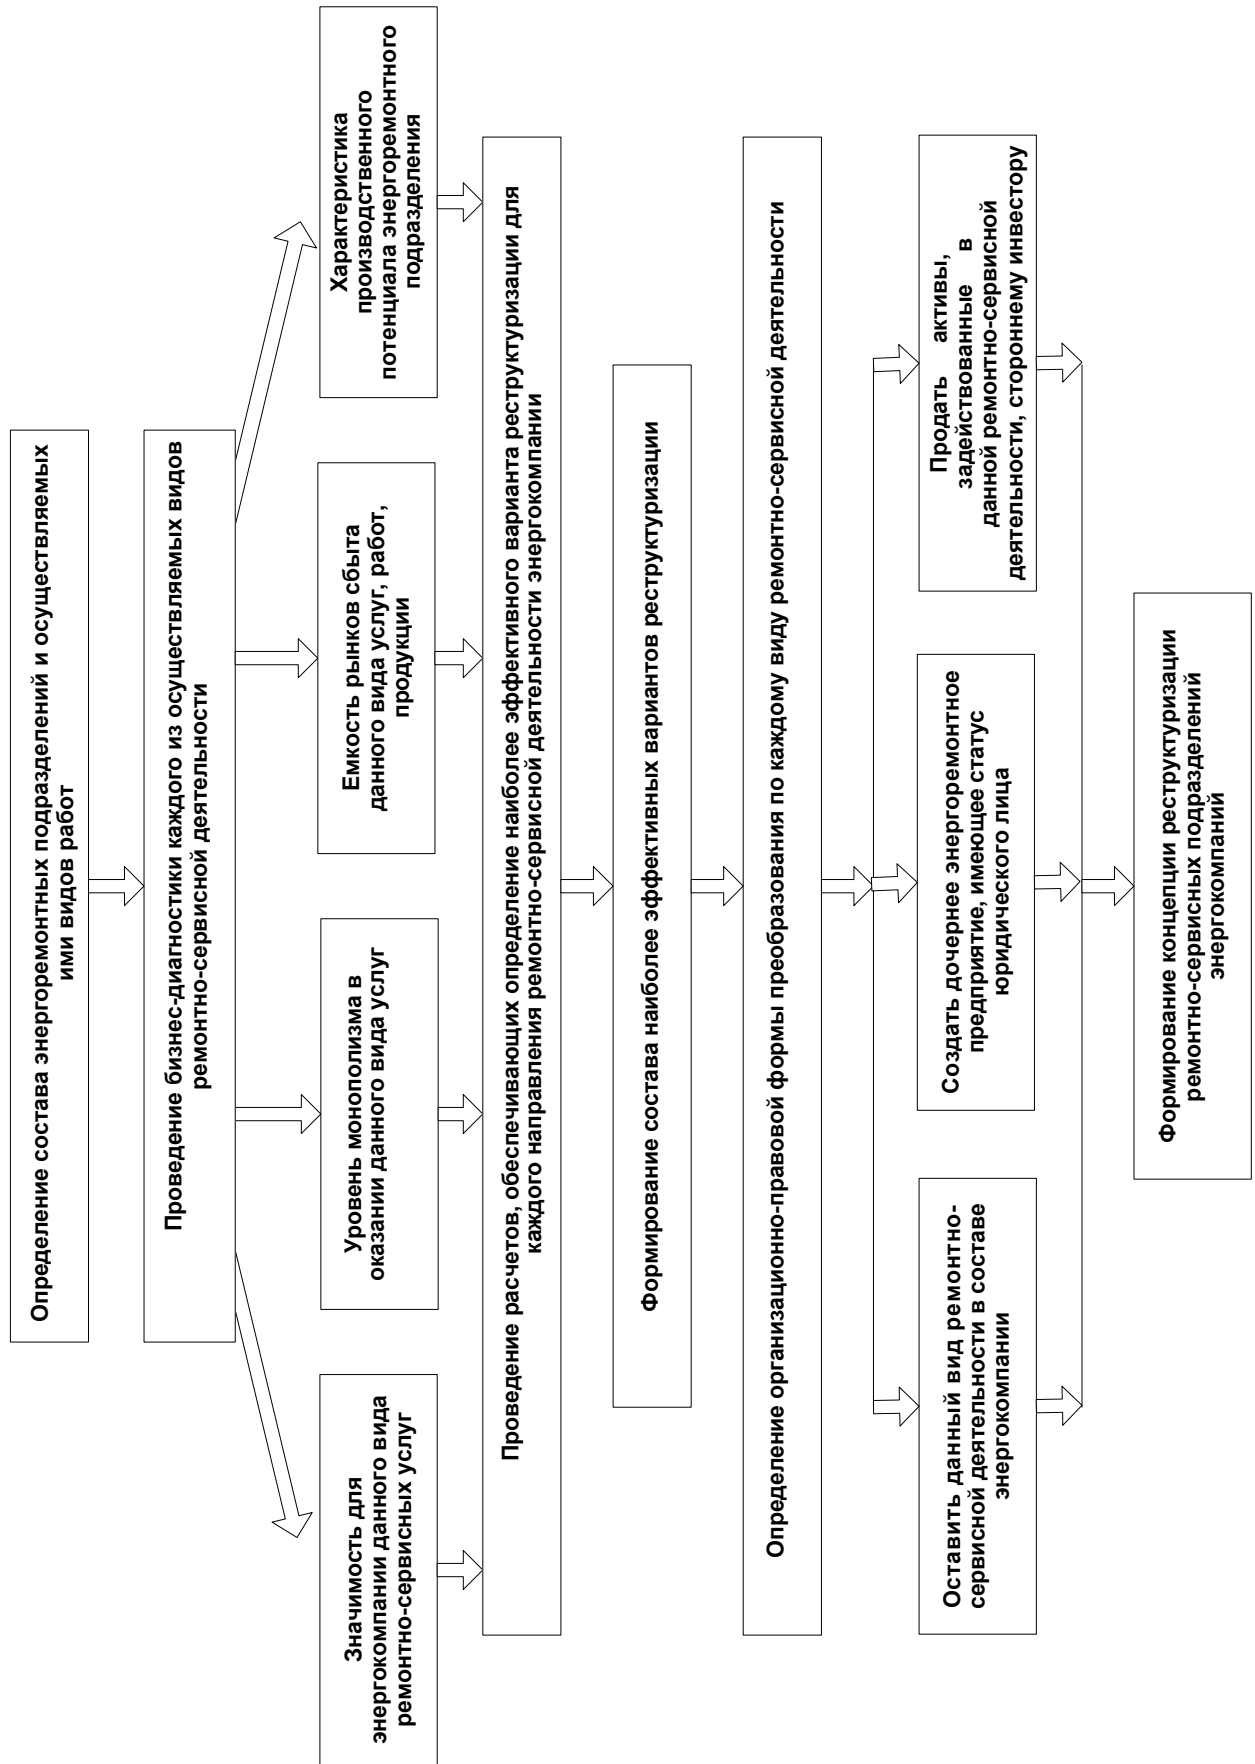 Определение состава энергоремонтных подразделений и осуществляемых
ими видов работ
Проведение бизнес-диагностики каждого из осуществляемых видов
ремонтно-сервисной деятельности
Значимость для
энергокомпании данного вида
ремонтно-сервисных услуг
Уровень монополизма в
оказании данного вида услуг
Емкость рынков сбыта
данного вида услуг, работ,
продукции
Характеристика
производственного
потенциала энергоремонтного
подразделения
Проведение расчетов, обеспечивающих определение наиболее эффективного варианта реструктуризации для
каждого направления ремонтно-сервисной деятельности энергокомпании
Формирование состава наиболее эффективных вариантов реструктуризации
Определение организационно-правовой формы преобразования по каждому виду ремонтно-сервисной деятельности
Оставить данный вид ремонтно-
сервисной деятельности в составе
энергокомпании
Создать дочернее энергоремонтное
предприятие, имеющее статус
юридического лица
Продать активы,
задействованные в
данной ремонтно-сервисной
деятельности, стороннему инвестору
Формирование концепции реструктуризации
ремонтно-сервисных подразделений
энергокомпаний